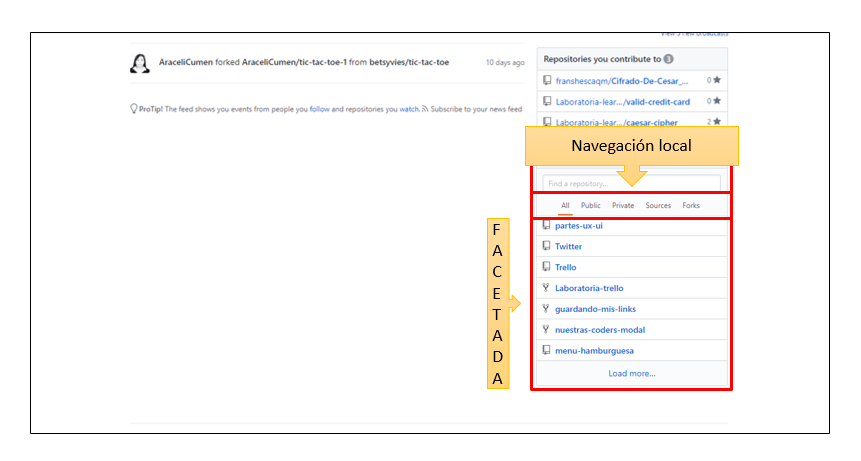 View 3 new broadcasts
Repositories you contribute to 3
AraceliCumen forked AraceliCumen/tic-tac-toe-1 from betsyvies/tic-tac-toe 10 days ago
franshescaqm/Cifrado-De-Cesar_... 0
ProTip! The feed shows you events from people you follow and repositories you watch. Subscribe to your news feed
Laboratoria-lear.../valid-credit-card 0
Laboratoria-lear.../caesar-cipher 2
Navegación local
Find a repository...
All Public Private Sources Forks
FACETADA
partes-ux-ui
Twitter
Trello
Laboratoria-trello
guardando-mis-links
nuestras-coders-modal
menu-hamburguesa
Load more...